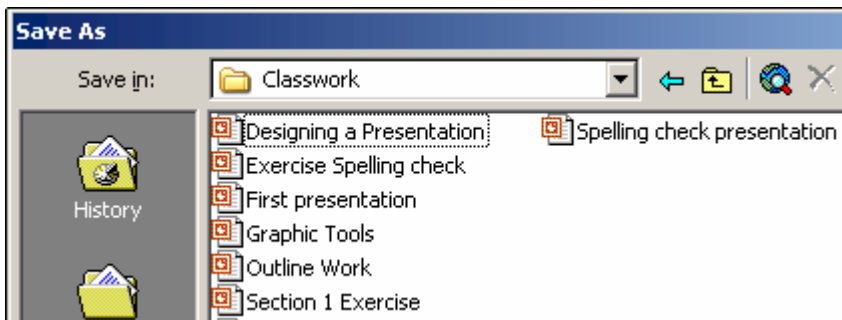 Save As
Save in:
Classwork
History
Designing a Presentation
Exercise Spelling check
First presentation
Graphic Tools
Outline Work
Section 1 Exercise
Spelling check presentation